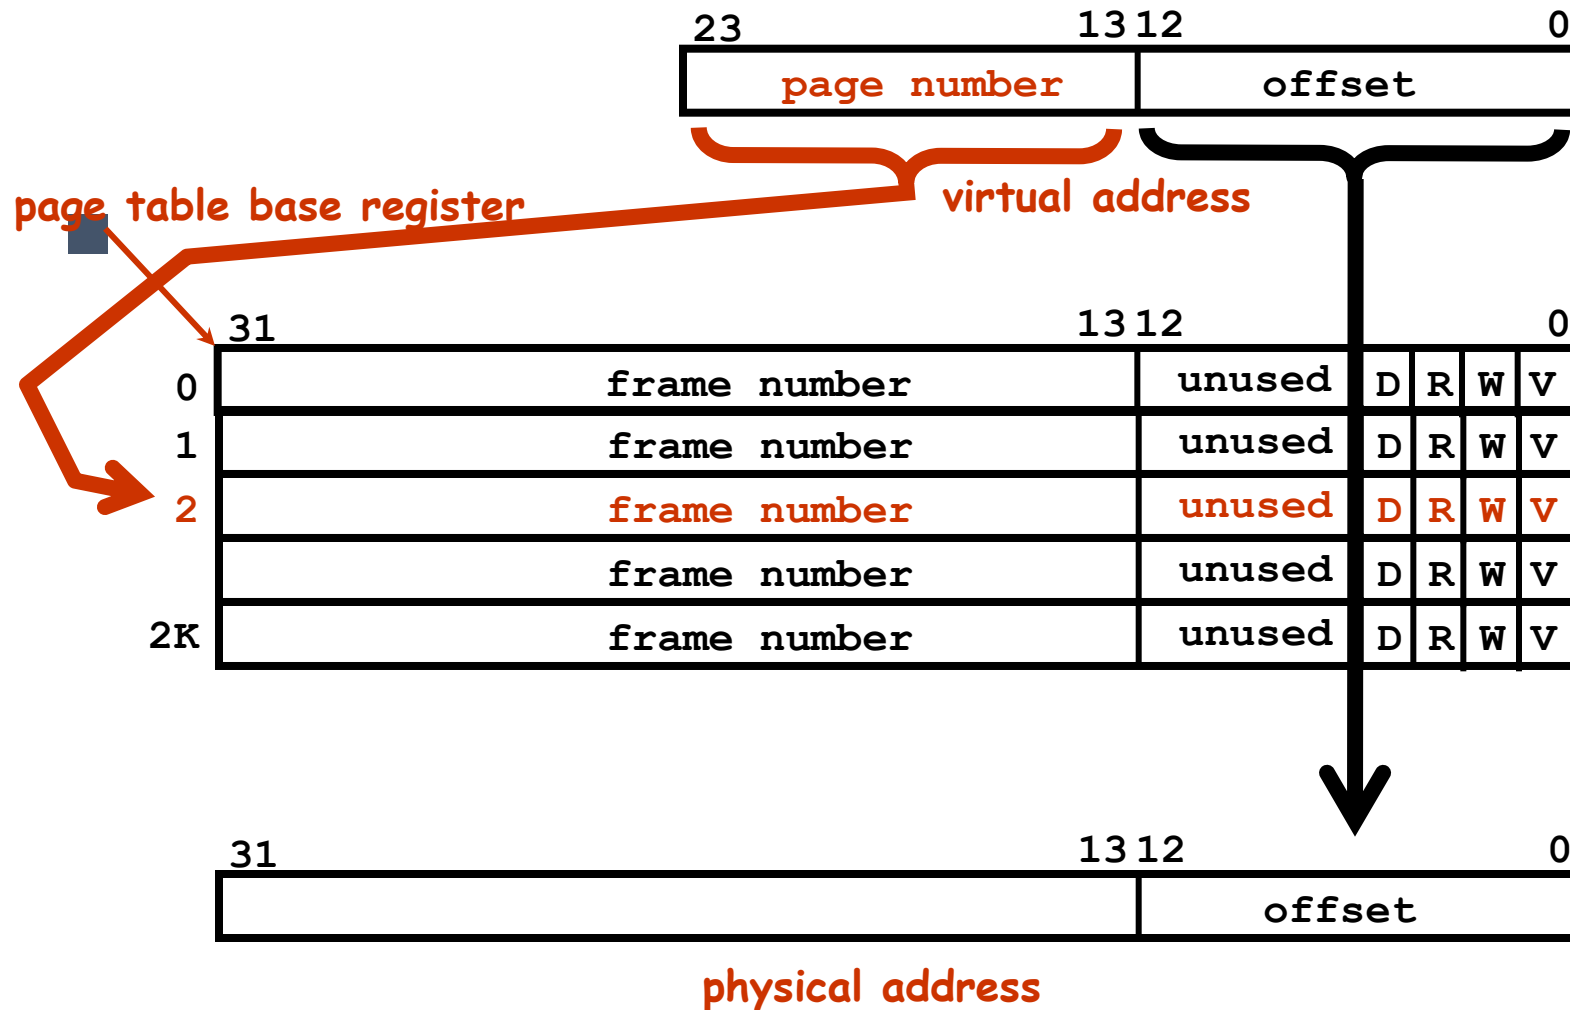 23 13 12 0
page number offset
virtual address
page table base register
31 13 12 0
0 frame number unused D R W V
1 frame number unused D R W V
2 frame number unused D R W V
frame number unused D R W V
2K frame number unused D R W V
31 13 12 0
offset
physical address